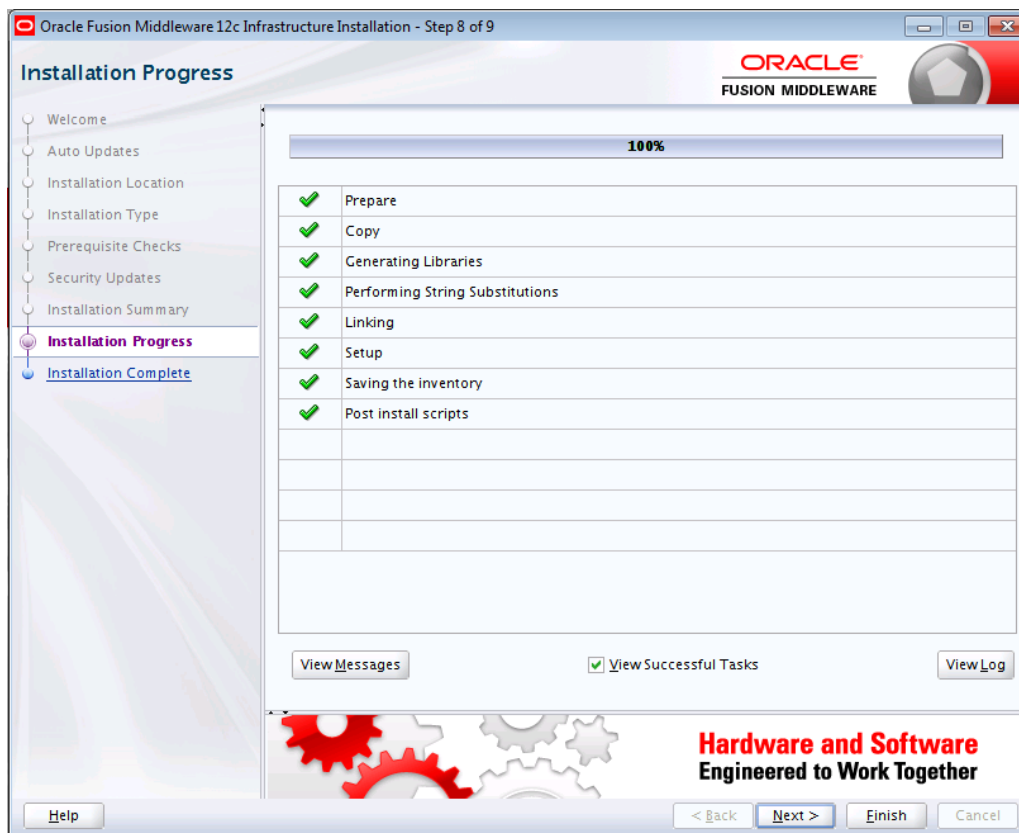 Oracle Fusion Middleware 12c Infrastructure Installation - Step 8 of 9
Installation Progress
ORACLE
FUSION MIDDLEWARE
Welcome
Auto Updates
Installation Location
Installation Type
Prerequisite Checks
Security Updates
Installation Summary
Installation Progress
Installation Complete
100%
Prepare
Copy
Generating Libraries
Performing String Substitutions
Linking
Setup
Saving the inventory
Post install scripts
View Messages
View Successful Tasks
View Log
Hardware and Software
Engineered to Work Together
Help
< Back
Next >
Finish
Cancel